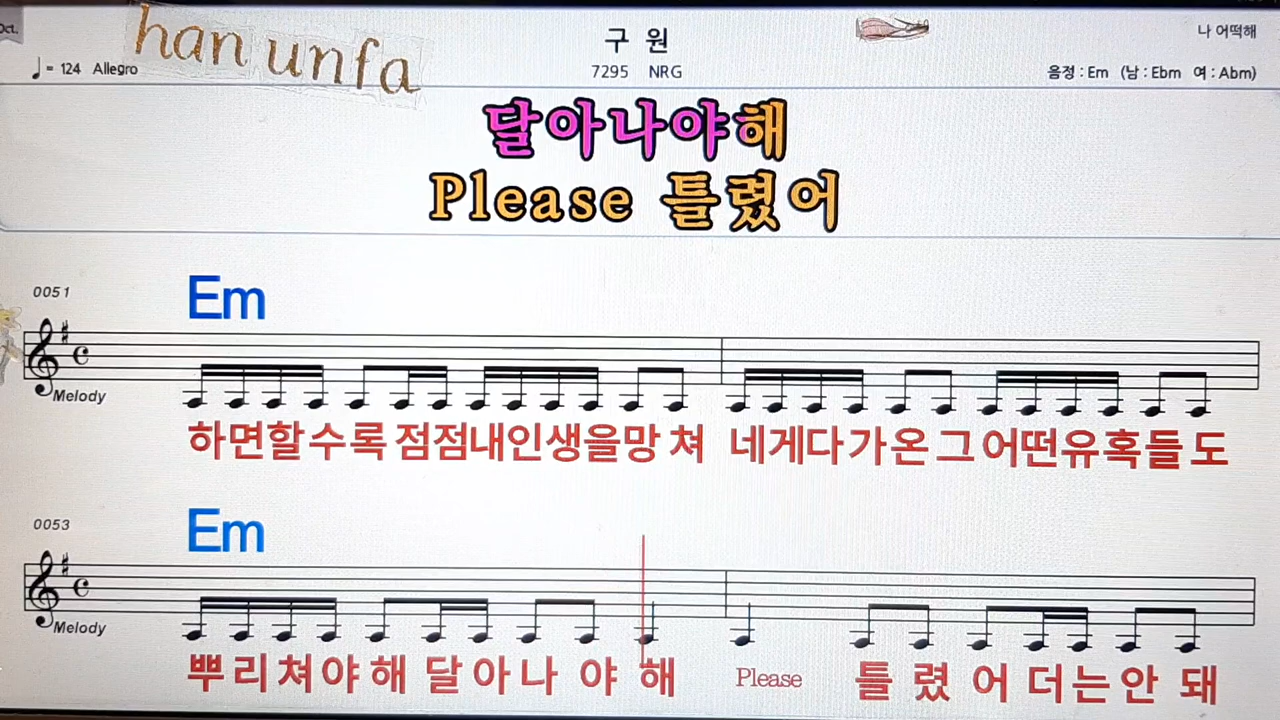 Oct.
han unfa
구 원
나 어떡해
♩= 124 Allegro
7295 NRG
음정 : Em (남 : Ebm 여 : Abm)
달아나야해
Please 틀렸어
0051
Em
Melody
하면할수록 점점내인생을망 쳐 네게다가온 그 어떤유혹들 도
0053
Em
Melody
뿌리쳐야해 달아나 야 해 Please 틀 렸 어 더는안 돼